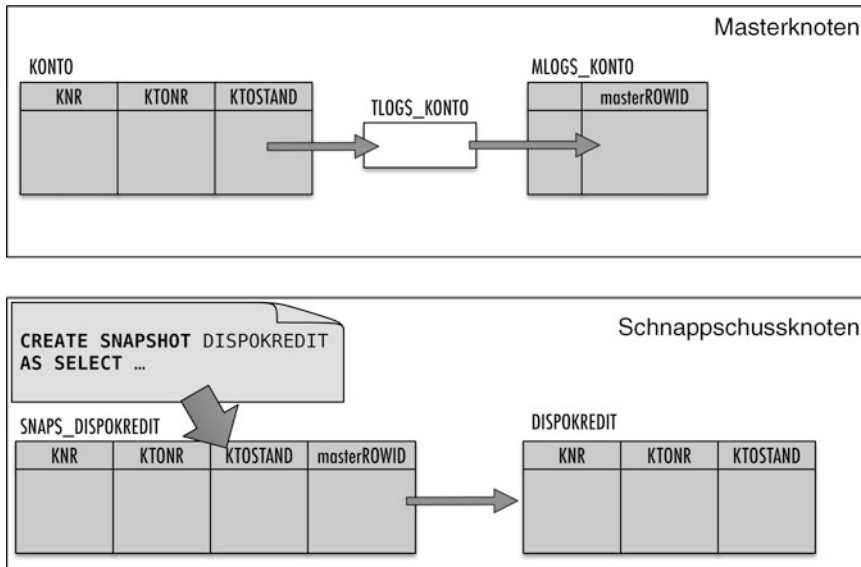 Masterknoten
KONTO
KNR KTONR KTOSTAND
TLOGS_KONTO
MLOGS_KONTO
masterROWID
Schnappschussknoten
CREATE SNAPSHOT DISPOKREDIT
AS SELECT …
SNAPS_DISPOKREDIT
KNR KTONR KTOSTAND masterROWID
DISPOKREDIT
KNR KTONR KTOSTAND